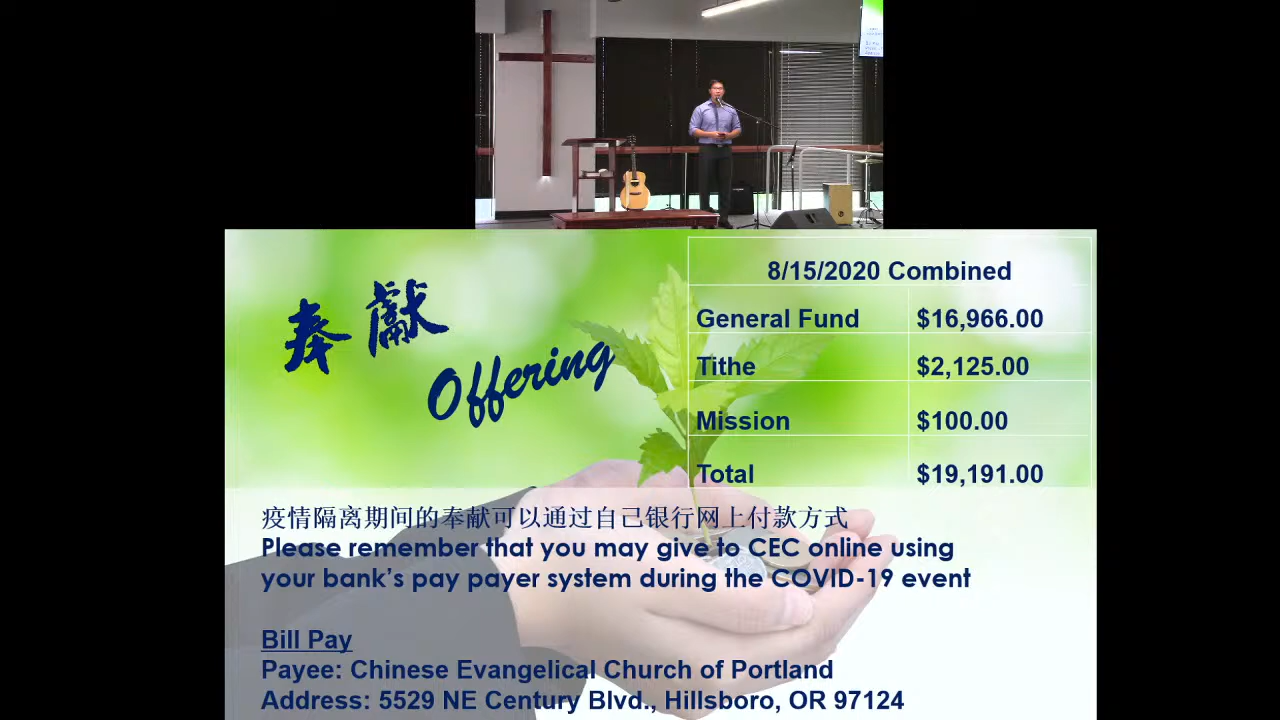 奉献
Offering
8/15/2020 Combined
General Fund $16,966.00
Tithe $2,125.00
Mission $100.00
Total $19,191.00
疫情隔离期间的奉献可以通过自己银行网上付款方式
Please remember that you may give to CEC online using
your bank's pay payer system during the COVID-19 event
Bill Pay
Payee: Chinese Evangelical Church of Portland
Address: 5529 NE Century Blvd., Hillsboro, OR 97124